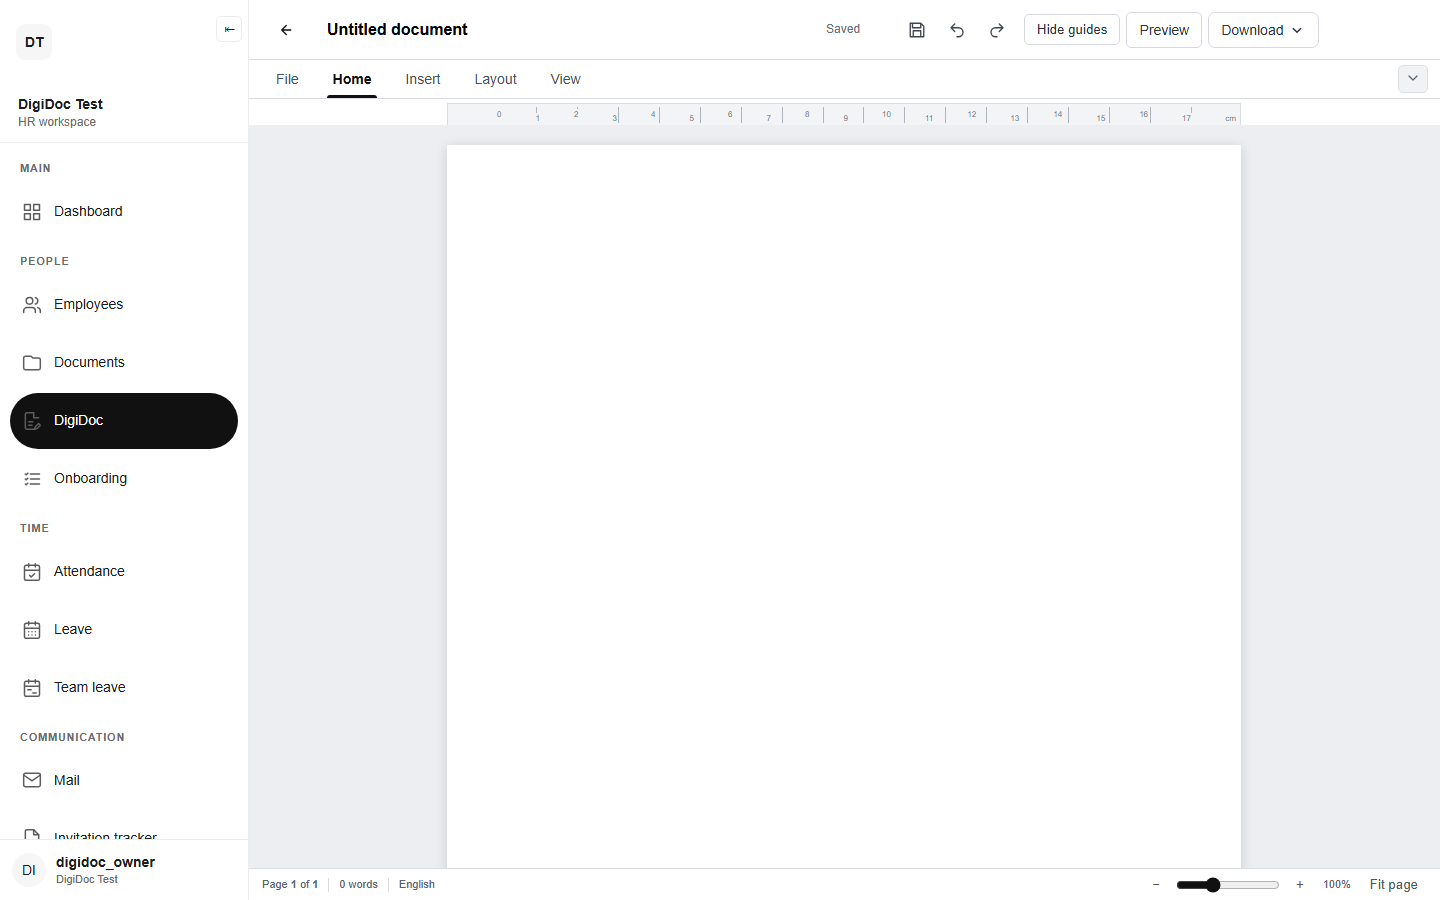 DT
DigiDoc Test
HR workspace
MAIN
Dashboard
PEOPLE
Employees
Documents
DigiDoc
Onboarding
TIME
Attendance
Leave
Team leave
COMMUNICATION
Mail
Invitation tracker
DI
digidoc_owner
DigiDoc Test
Untitled document
Saved
Hide guides
Preview
Download
File
Home
Insert
Layout
View
0 1 2 3 4 5 6 7 8 9 10 11 12 13 14 15 16 17 cm
Page 1 of 1
0 words
English
−
+
100%
Fit page